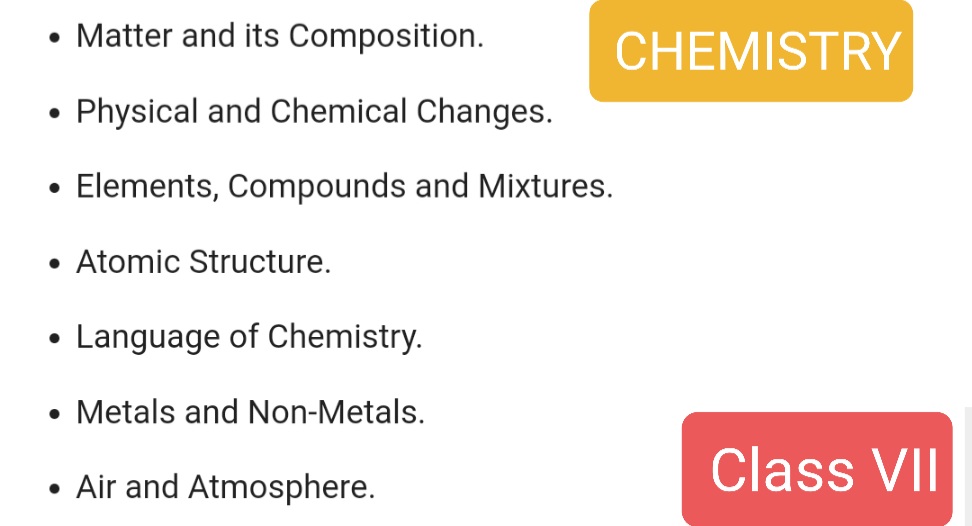 • Matter and its Composition.
CHEMISTRY
• Physical and Chemical Changes.
• Elements, Compounds and Mixtures.
• Atomic Structure.
• Language of Chemistry.
• Metals and Non-Metals.
Class VII
• Air and Atmosphere.